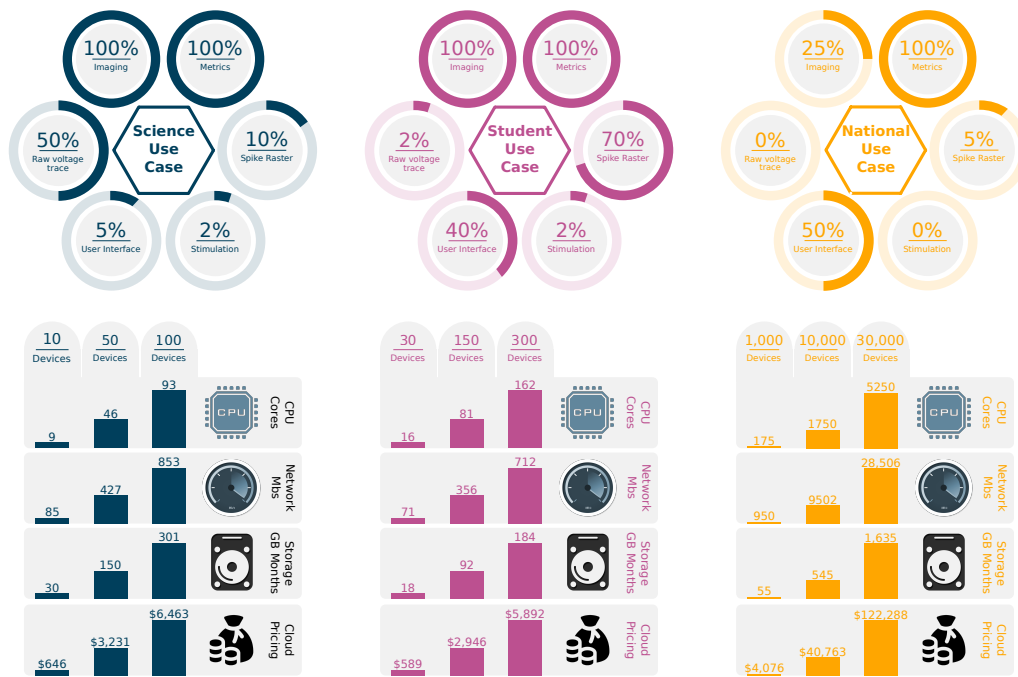 100%
Imaging
100%
Metrics
50%
Raw voltage
trace
Science
Use
Case
10%
Spike Raster
5%
User Interface
2%
Stimulation
100%
Imaging
100%
Metrics
2%
Raw voltage
trace
Student
Use
Case
70%
Spike Raster
40%
User Interface
2%
Stimulation
25%
Imaging
100%
Metrics
0%
Raw voltage
trace
National
Use
Case
5%
Spike Raster
50%
User Interface
0%
Stimulation
10
Devices
50
Devices
100
Devices
9
46
93
CPU
CPU
Cores
85
427
853
Network
Mbs
30
150
301
Storage
GB Months
$646
$3,231
$6,463
Cloud
Pricing
30
Devices
150
Devices
300
Devices
16
81
162
CPU
CPU
Cores
71
356
712
Network
Mbs
18
92
184
Storage
GB Months
$589
$2,946
$5,892
Cloud
Pricing
1,000
Devices
10,000
Devices
30,000
Devices
175
1750
5250
CPU
CPU
Cores
950
9502
28,506
Network
Mbs
55
545
1,635
Storage
GB Months
$4,076
$40,763
$122,288
Cloud
Pricing